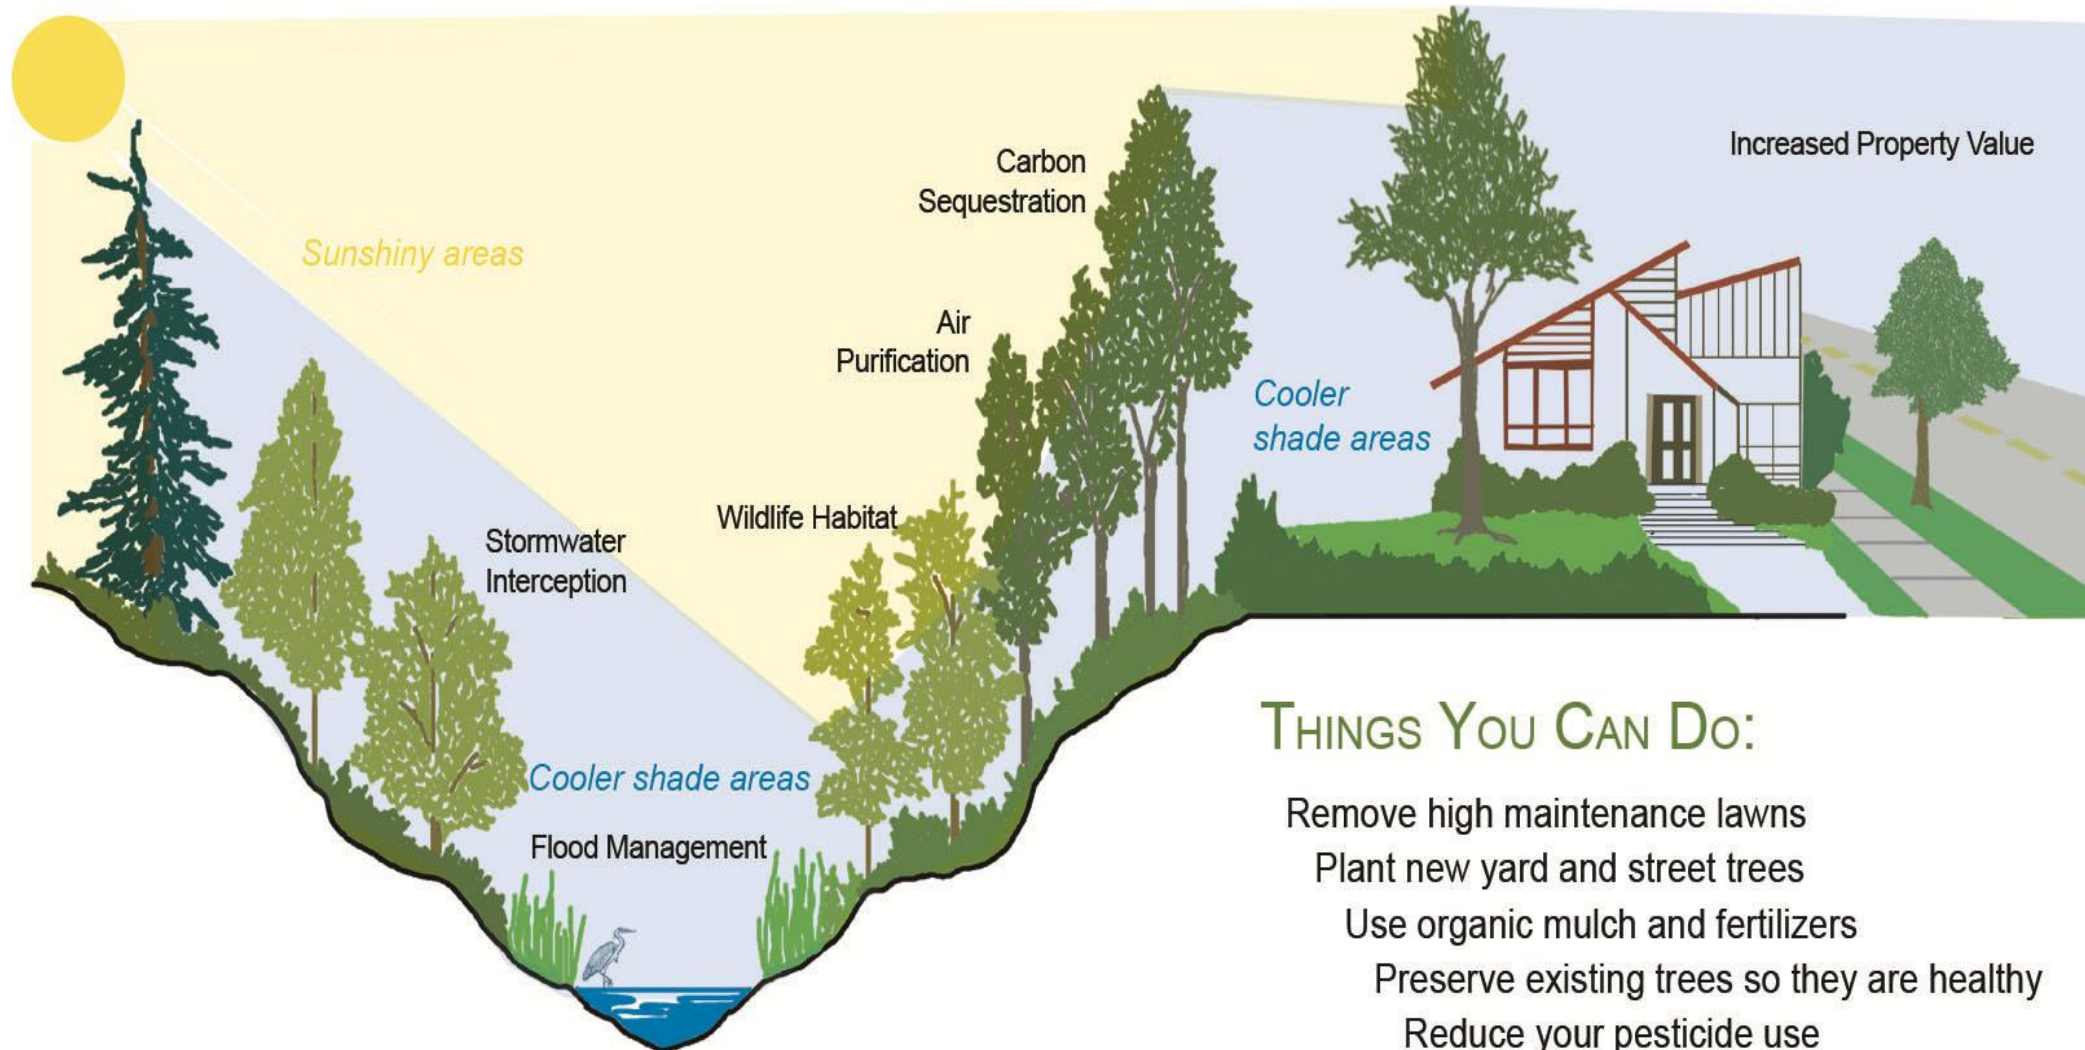 Carbon
Sequestration
Increased Property Value
Sunshiny areas
Air
Purification
Cooler
shade areas
Wildlife Habitat
Stormwater
Interception
Cooler shade areas
Flood Management
THINGS YOU CAN DO:
Remove high maintenance lawns
Plant new yard and street trees
Use organic mulch and fertilizers
Preserve existing trees so they are healthy
Reduce your pesticide use